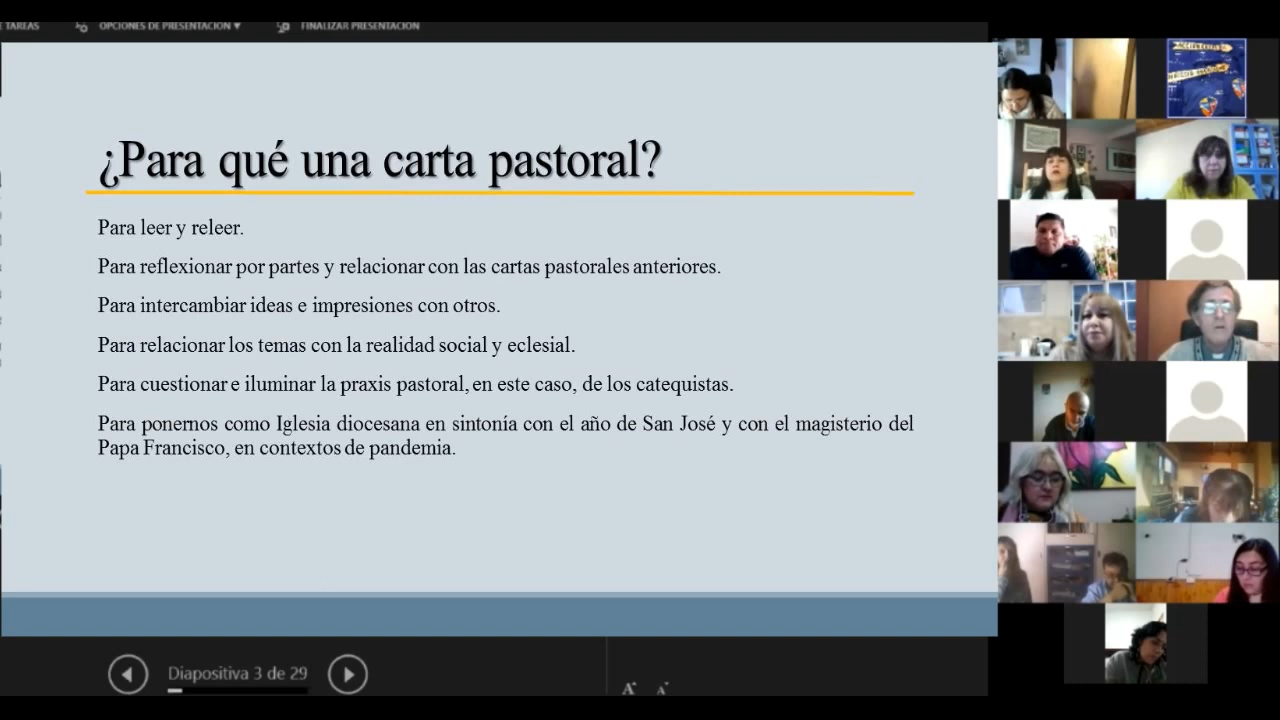 E TAREAS OPCIONES DE PRESENTACIÓN ▼ FINALIZAR PRESENTACIÓN
¿Para qué una carta pastoral?
Para leer y releer.
Para reflexionar por partes y relacionar con las cartas pastorales anteriores.
Para intercambiar ideas e impresiones con otros.
Para relacionar los temas con la realidad social y eclesial.
Para cuestionar e iluminar la praxis pastoral, en este caso, de los catequistas.
Para ponernos como Iglesia diocesana en sintonía con el año de San José y con el magisterio del
Papa Francisco, en contextos de pandemia.
Diapositiva 3 de 29
A A